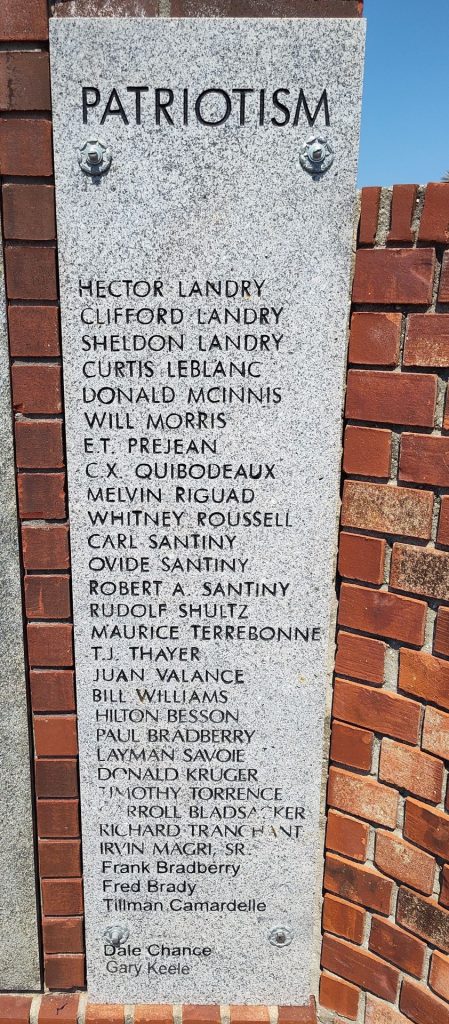 PATRIOTISM
HECTOR LANDRY
CLIFFORD LANDRY
SHELDON LANDRY
CURTIS LEBLANC
DONALD MCINNIS
WILL MORRIS
E.T. PREJEAN
C.X. QUIBODEAUX
MELVIN RIGUAD
WHITNEY ROUSSELL
CARL SANTINY
OVIDE SANTINY
ROBERT A. SANTINY
RUDOLF SHULTZ
MAURICE TERREBONNE
T.J. THAYER
JUAN VALANCE
BILL WILLIAMS
HILTON BESSON
PAUL BRADBERRY
LAYMAN SAVOIE
DONALD KRUGER
TIMOTHY TORRENCE
CARROLL BLADSACKER
RICHARD TRANCHANT
IRVIN MAGRI, SR.
Frank Bradberry
Fred Brady
Tillman Camardelle
Dale Chance
Gary Keele